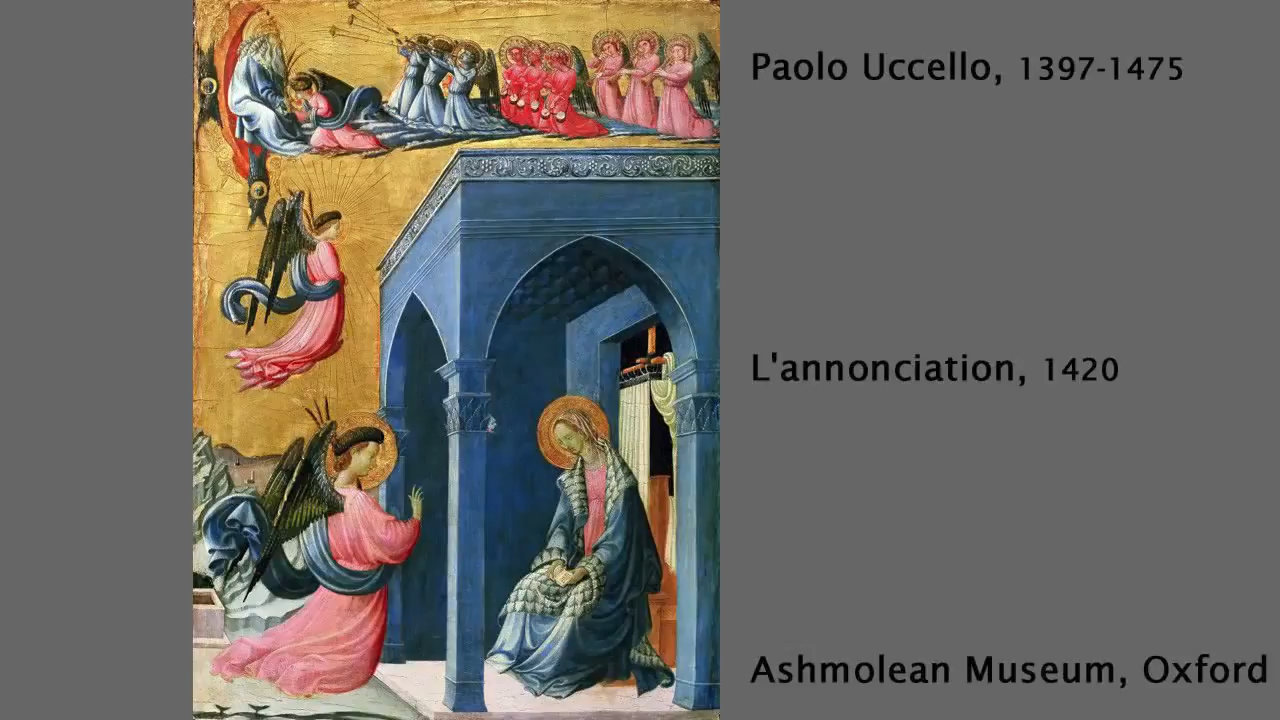 Paolo Uccello, 1397-1475
L'annonciation, 1420
Ashmolean Museum, Oxford